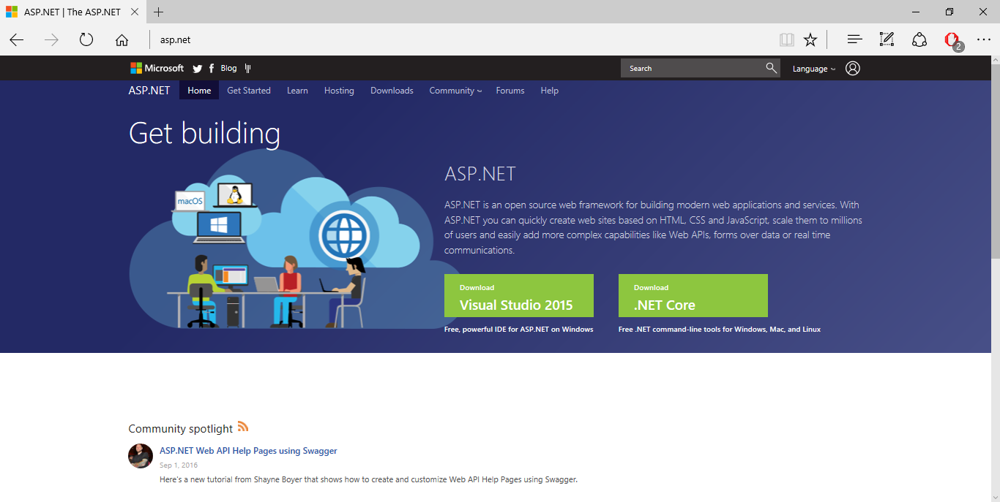 ASP.NET | The ASP.NET
asp.net
2
Microsoft Blog Search Language
ASP.NET Home Get Started Learn Hosting Downloads Community Forums Help
Get building
macOS
ASP.NET
ASP.NET is an open source web framework for building modern web applications and services. With
ASP.NET you can quickly create web sites based on HTML, CSS and JavaScript, scale them to millions
of users and easily add more complex capabilities like Web APIs, forms over data or real time
communications.
Download
Visual Studio 2015
Free, powerful IDE for ASP.NET on Windows
Download
.NET Core
Free .NET command-line tools for Windows, Mac, and Linux
Community spotlight
ASP.NET Web API Help Pages using Swagger
Sep 1, 2016
Here's a new tutorial from Shayne Boyer that shows how to create and customize Web API Help Pages using Swagger.